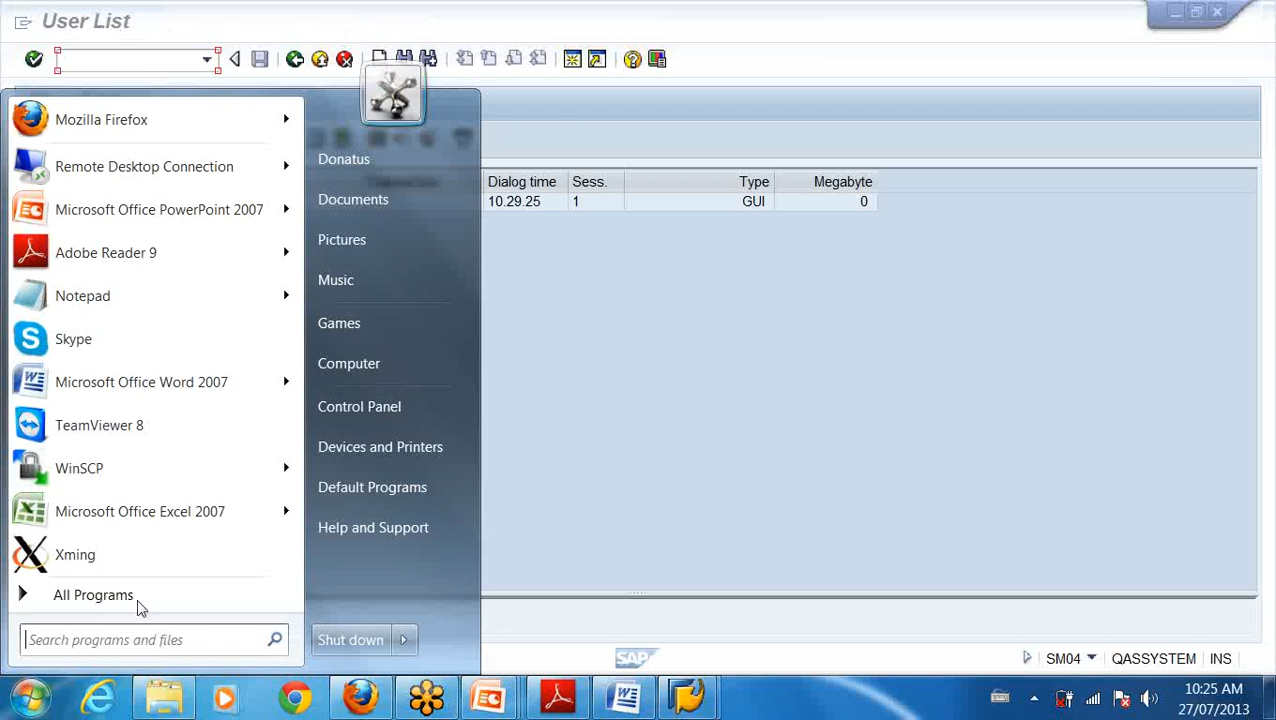 User List
Mozilla Firefox
Remote Desktop Connection
Microsoft Office PowerPoint 2007
Adobe Reader 9
Notepad
Skype
Microsoft Office Word 2007
TeamViewer 8
WinSCP
Microsoft Office Excel 2007
Xming
All Programs
Search programs and files
Donatus
Documents
Pictures
Music
Games
Computer
Control Panel
Devices and Printers
Default Programs
Help and Support
Shut down
Dialog time Sess. Type Megabyte
10.29.25 1 GUI 0
SAP
SM04 QASSYSTEM INS
10:25 AM
27/07/2013